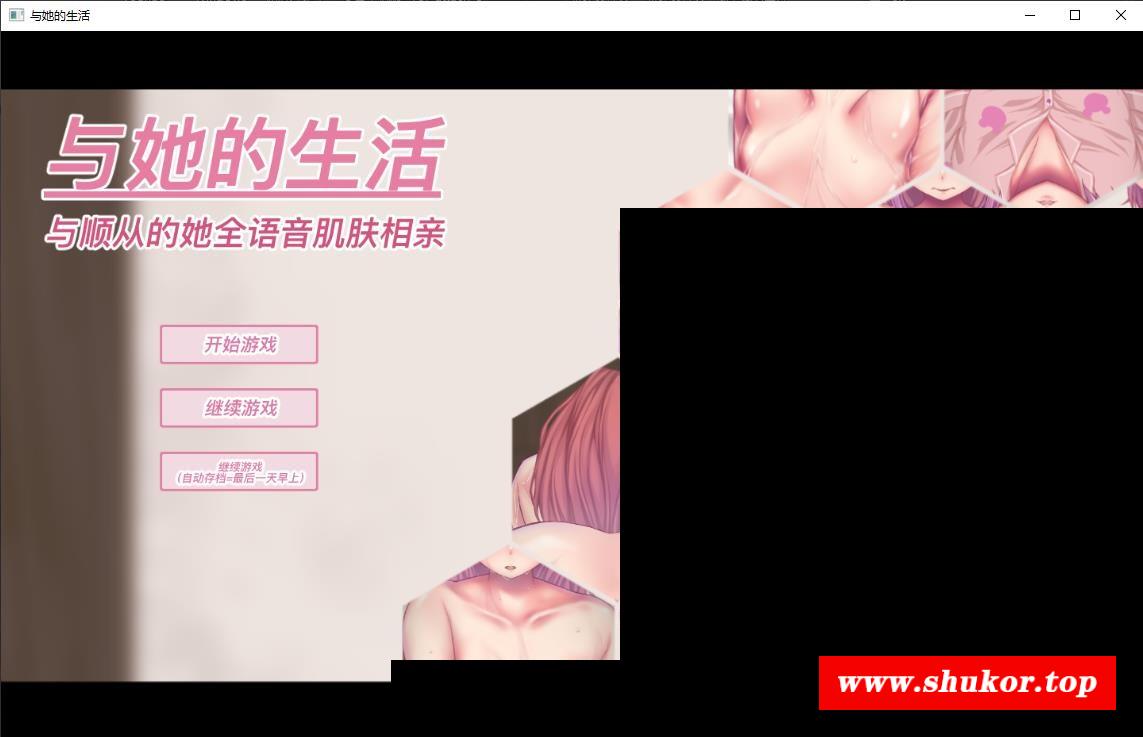 与她的生活
与她的生活
与顺从的她全语音肌肤相亲
开始游戏
继续游戏
继续游戏
(自动存档=最后一天早上)
www.shukor.top